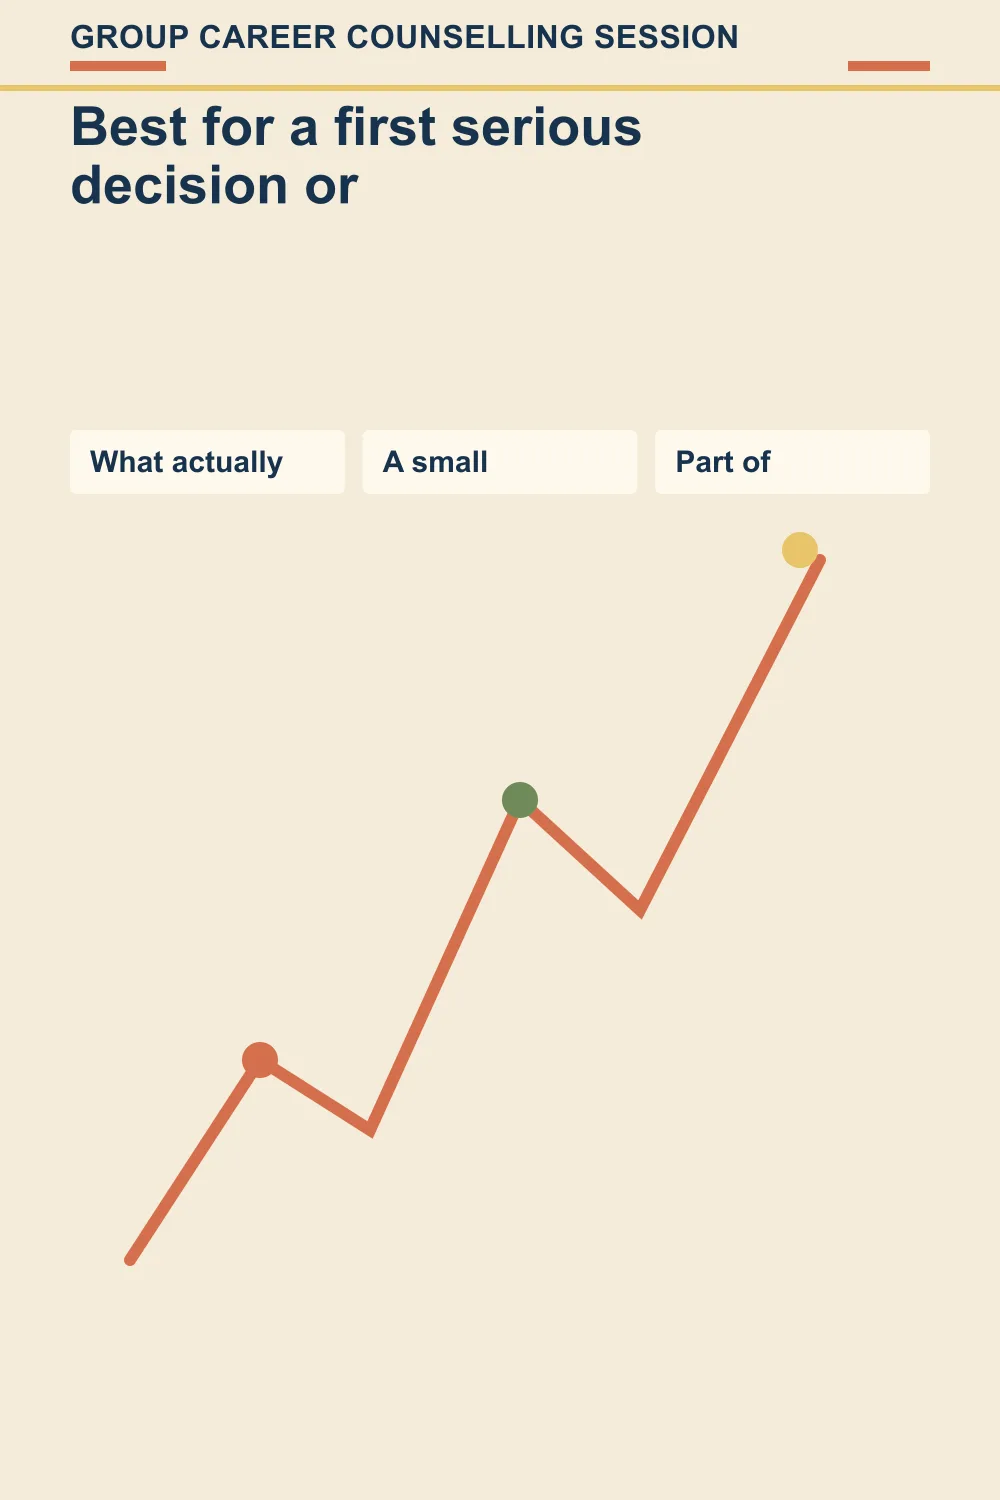 GROUP CAREER COUNSELLING SESSION
Best for a first serious
decision or
What actually
A small
Part of